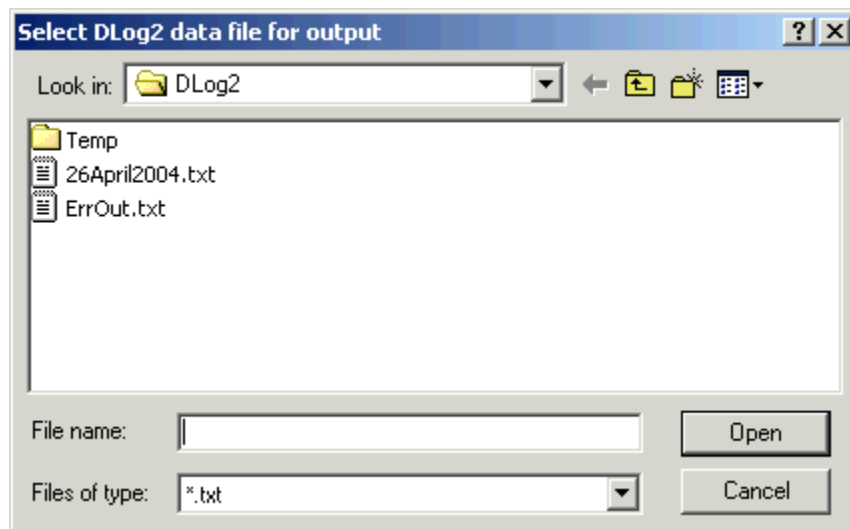 Select DLog2 data file for output
Look in: DLog2
Temp
26April2004.txt
ErrOut.txt
File name: Open
Files of type: *.txt Cancel